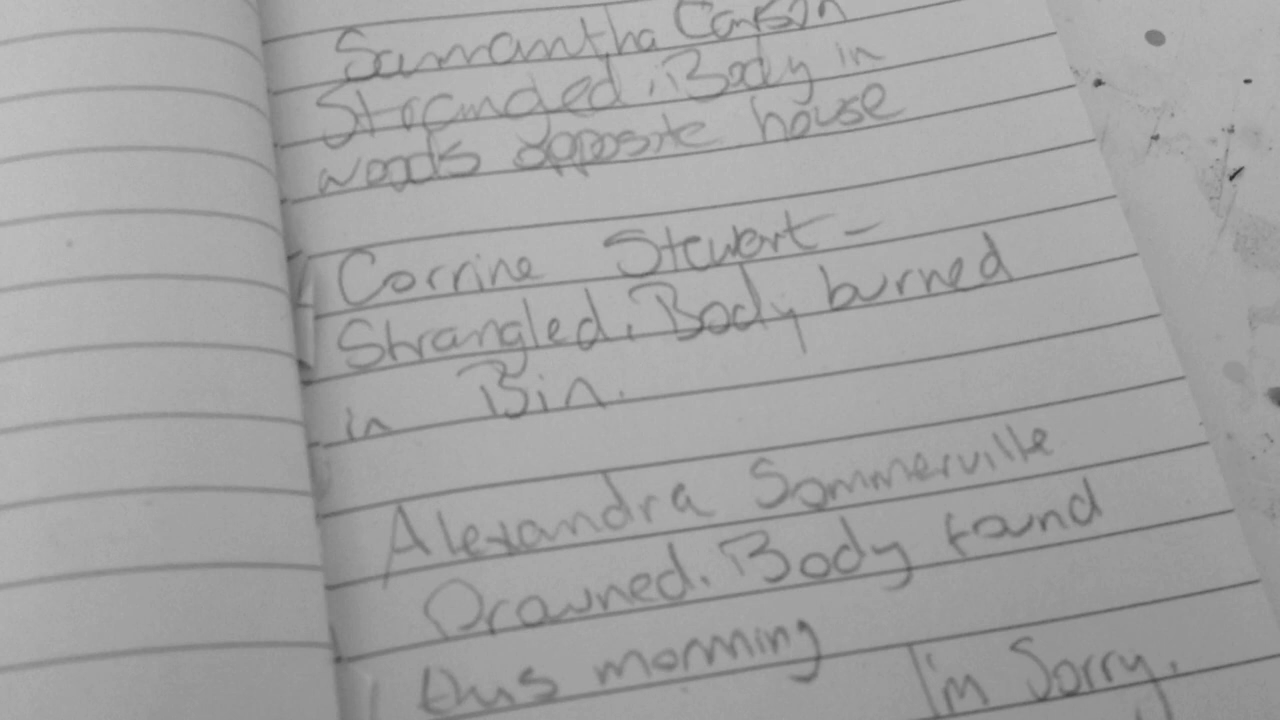 Samantha Carson
Stranded. Body in
woods opposite house
Corrine Stewart -
Strangled. Body burned
in Bin.
Alexandra Sommerville
Drowned. Body found
this morning
I'm Sorry.